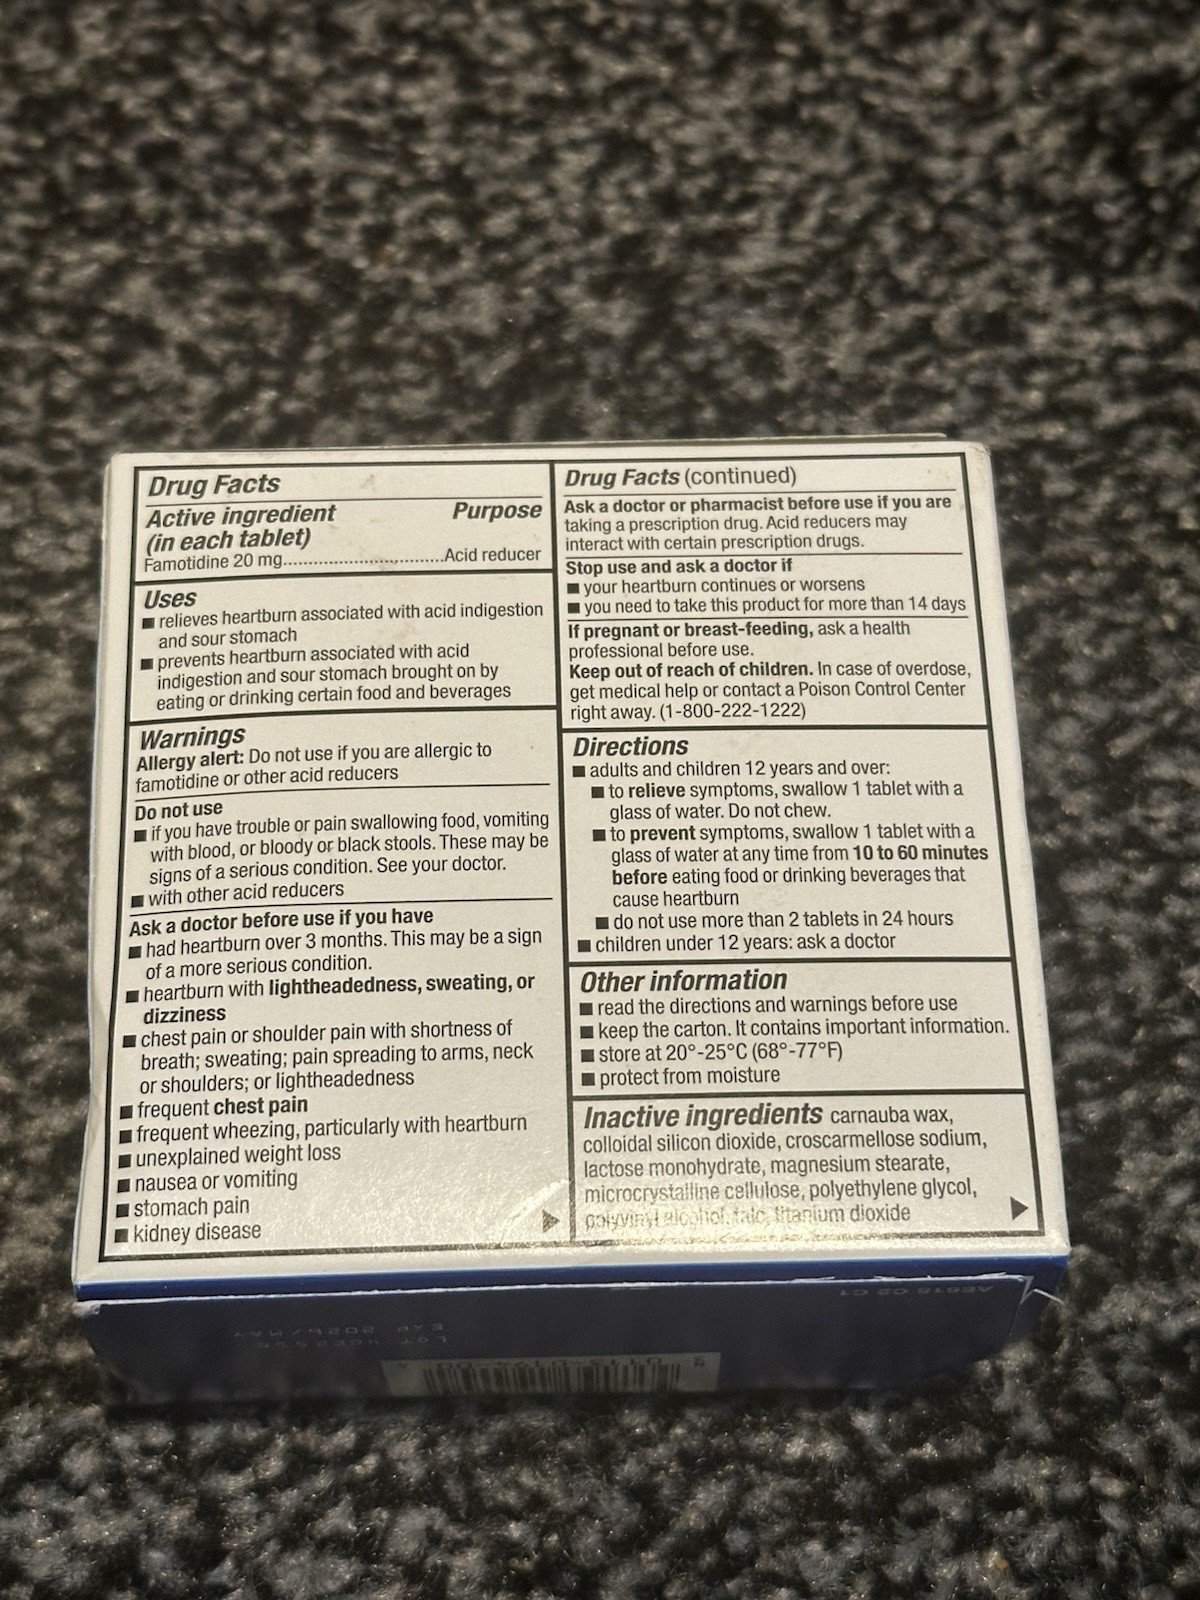 Drug Facts
Active ingredient Purpose
(in each tablet)
Famotidine 20 mg.................................Acid reducer
Uses
■ relieves heartburn associated with acid indigestion
and sour stomach
■ prevents heartburn associated with acid
indigestion and sour stomach brought on by
eating or drinking certain food and beverages
Warnings
Allergy alert: Do not use if you are allergic to
famotidine or other acid reducers
Do not use
■ if you have trouble or pain swallowing food, vomiting
with blood, or bloody or black stools. These may be
signs of a serious condition. See your doctor.
■ with other acid reducers
Ask a doctor before use if you have
■ had heartburn over 3 months. This may be a sign
of a more serious condition.
■ heartburn with lightheadedness, sweating, or
dizziness
■ chest pain or shoulder pain with shortness of
breath; sweating; pain spreading to arms, neck
or shoulders; or lightheadedness
■ frequent chest pain
■ frequent wheezing, particularly with heartburn
■ unexplained weight loss
■ nausea or vomiting
■ stomach pain
■ kidney disease
Drug Facts (continued)
Ask a doctor or pharmacist before use if you are
taking a prescription drug. Acid reducers may
interact with certain prescription drugs.
Stop use and ask a doctor if
■ your heartburn continues or worsens
■ you need to take this product for more than 14 days
If pregnant or breast-feeding, ask a health
professional before use.
Keep out of reach of children. In case of overdose,
get medical help or contact a Poison Control Center
right away. (1-800-222-1222)
Directions
■ adults and children 12 years and over:
■ to relieve symptoms, swallow 1 tablet with a
glass of water. Do not chew.
■ to prevent symptoms, swallow 1 tablet with a
glass of water at any time from 10 to 60 minutes
before eating food or drinking beverages that
cause heartburn
■ do not use more than 2 tablets in 24 hours
■ children under 12 years: ask a doctor
Other information
■ read the directions and warnings before use
■ keep the carton. It contains important information.
■ store at 20°-25°C (68°-77°F)
■ protect from moisture
Inactive ingredients carnauba wax,
colloidal silicon dioxide, croscarmellose sodium,
lactose monohydrate, magnesium stearate,
microcrystalline cellulose, polyethylene glycol,
polyvinyl alcohol, talc, titanium dioxide